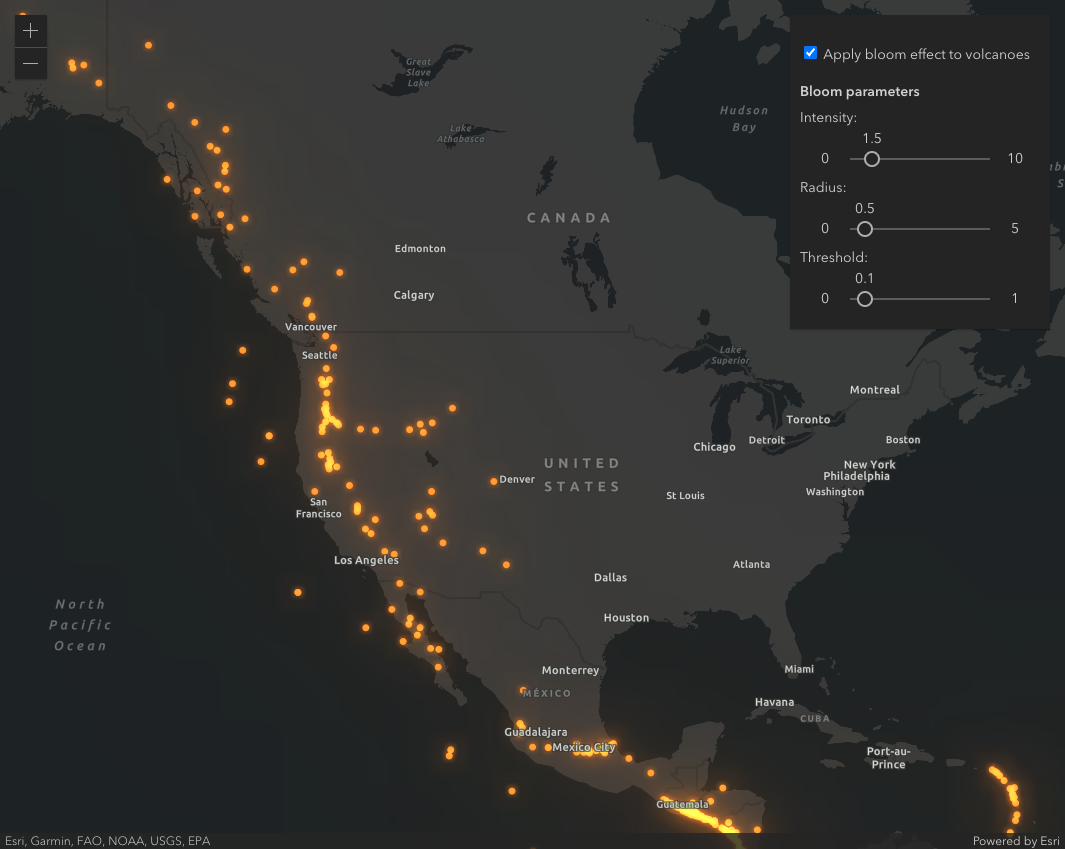 Apply bloom effect to volcanoes
Bloom parameters
Intensity:
1.5
0
10
Radius:
0.5
0
5
Threshold:
0.1
0
1
Great
Slave
Lake
Lake
Athabasca
Hudson
Bay
CANADA
Edmonton
Calgary
Vancouver
Seattle
Lake
Superior
Montreal
Toronto
Boston
Detroit
Chicago
New York
Philadelphia
Washington
UNITED
STATES
Denver
St Louis
San
Francisco
Los Angeles
Atlanta
Dallas
Houston
North
Pacific
Ocean
Monterrey
Miami
MÉXICO
Havana
CUBA
Guadalajara
Mexico City
Port-au-
Prince
Guatemala
Esri, Garmin, FAO, NOAA, USGS, EPA
Powered by Esri